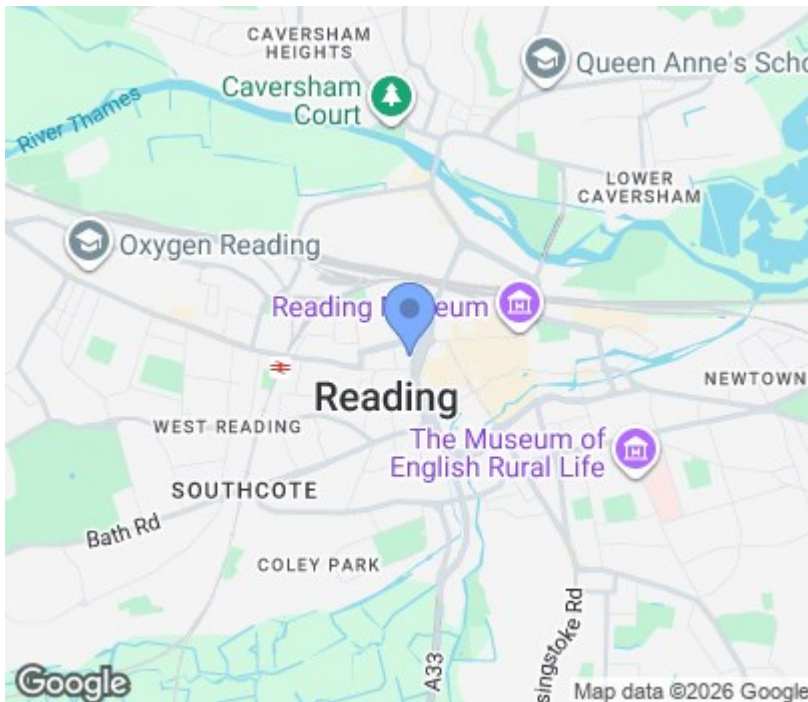 CAVERSHAM
HEIGHTS
Queen Anne's Scho
Caversham
Court
River Thames
LOWER
CAVERSHAM
Oxygen Reading
Reading M eum
Reading
NEWTOWN
WEST READING
The Museum of
English Rural Life
SOUTHCOTE
Bath Rd
COLEY PARK
A33
singstoke Rd
Google
Map data ©2026 Google